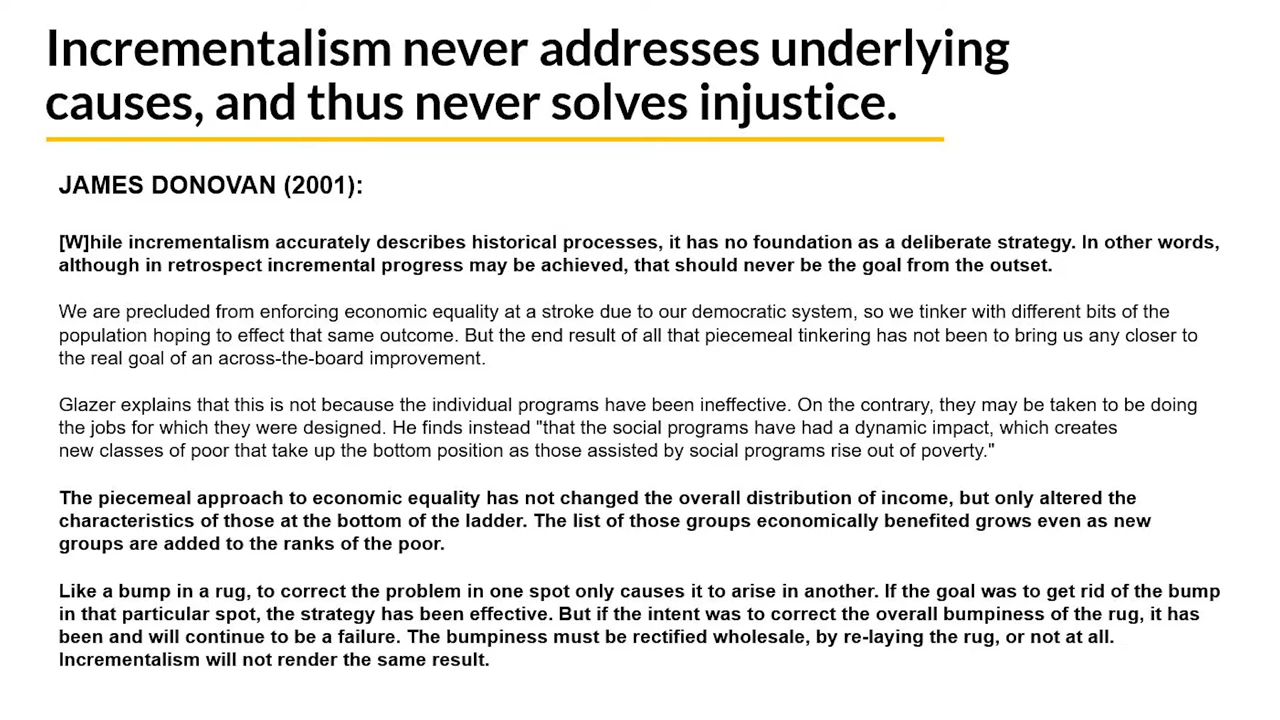 Incrementalism never addresses underlying
causes, and thus never solves injustice.
JAMES DONOVAN (2001):
[W]hile incrementalism accurately describes historical processes, it has no foundation as a deliberate strategy. In other words,
although in retrospect incremental progress may be achieved, that should never be the goal from the outset.
We are precluded from enforcing economic equality at a stroke due to our democratic system, so we tinker with different bits of the
population hoping to effect that same outcome. But the end result of all that piecemeal tinkering has not been to bring us any closer to
the real goal of an across-the-board improvement.
Glazer explains that this is not because the individual programs have been ineffective. On the contrary, they may be taken to be doing
the jobs for which they were designed. He finds instead "that the social programs have had a dynamic impact, which creates
new classes of poor that take up the bottom position as those assisted by social programs rise out of poverty."
The piecemeal approach to economic equality has not changed the overall distribution of income, but only altered the
characteristics of those at the bottom of the ladder. The list of those groups economically benefited grows even as new
groups are added to the ranks of the poor.
Like a bump in a rug, to correct the problem in one spot only causes it to arise in another. If the goal was to get rid of the bump
in that particular spot, the strategy has been effective. But if the intent was to correct the overall bumpiness of the rug, it has
been and will continue to be a failure. The bumpiness must be rectified wholesale, by re-laying the rug, or not at all.
Incrementalism will not render the same result.